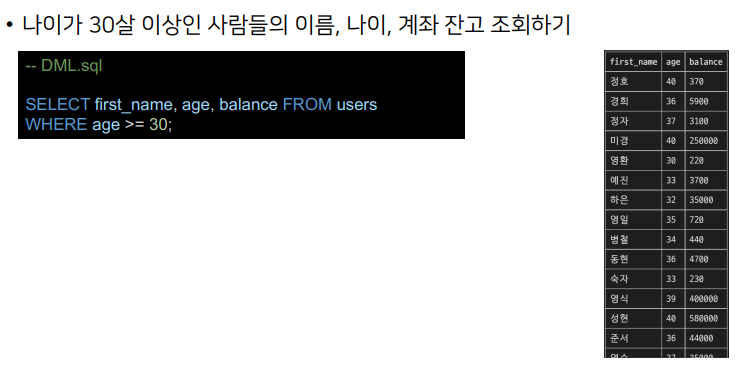 • 나이가 30살 이상인 사람들의 이름, 나이, 계좌 잔고 조회하기
-- DML.sql
SELECT first_name, age, balance FROM users
WHERE age >= 30;
first_name age balance
정호 40 370
경희 36 5900
정자 37 3100
미경 40 250000
영환 30 220
예진 33 3700
하은 32 35000
영일 35 720
병철 34 440
동현 36 4700
숙자 33 230
영식 39 400000
성현 40 580000
준서 36 44000
37 35000